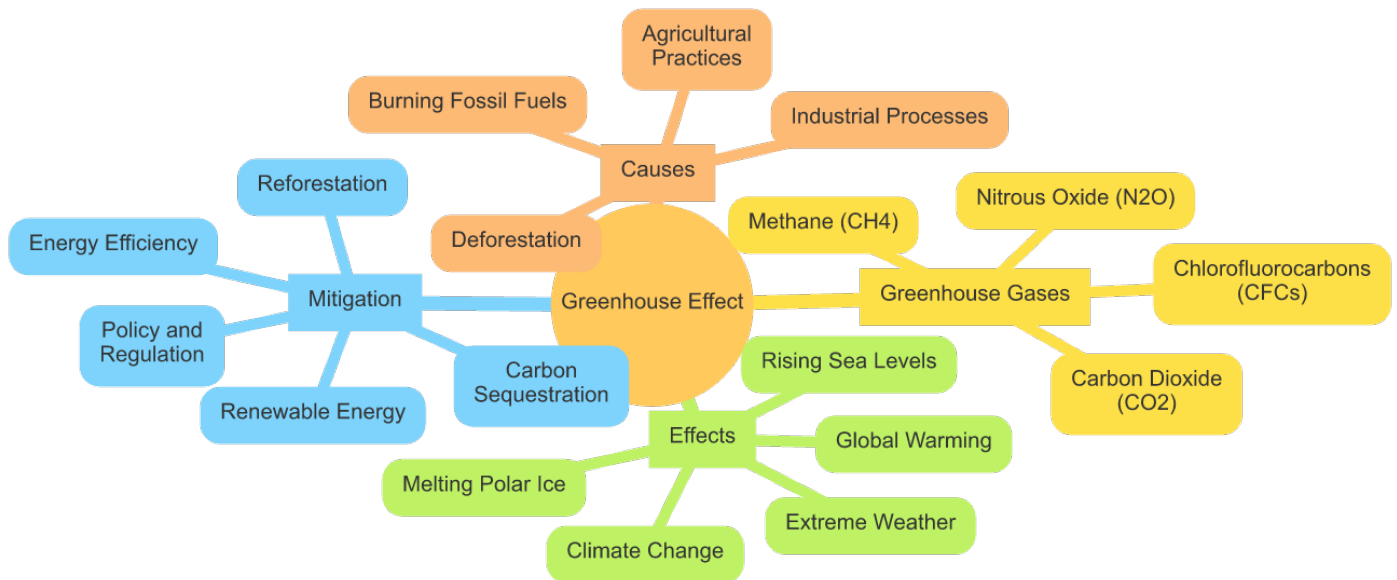 Agricultural
Practices
Burning Fossil Fuels
Industrial Processes
Causes
Deforestation
Reforestation
Energy Efficiency
Mitigation
Policy and
Regulation
Renewable Energy
Carbon
Sequestration
Greenhouse Effect
Methane (CH4)
Nitrous Oxide (N2O)
Greenhouse Gases
Chlorofluorocarbons
(CFCs)
Carbon Dioxide
(CO2)
Rising Sea Levels
Effects
Global Warming
Melting Polar Ice
Extreme Weather
Climate Change